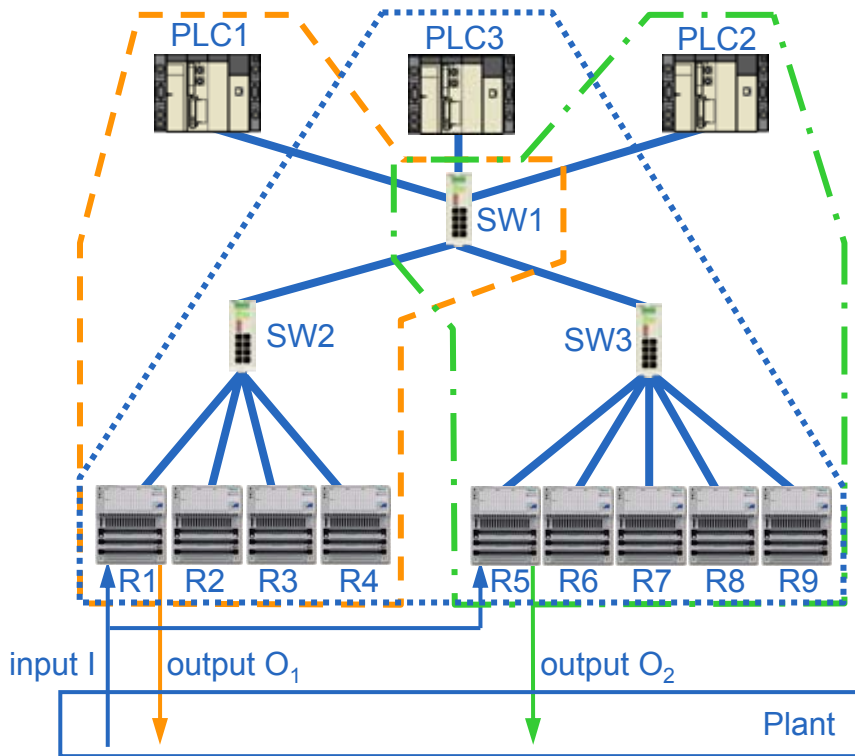 PLC1
PLC3
PLC2
SW1
SW2
SW3
R1 R2 R3 R4 R5 R6 R7 R8 R9
input I
output O₁
output O₂
Plant